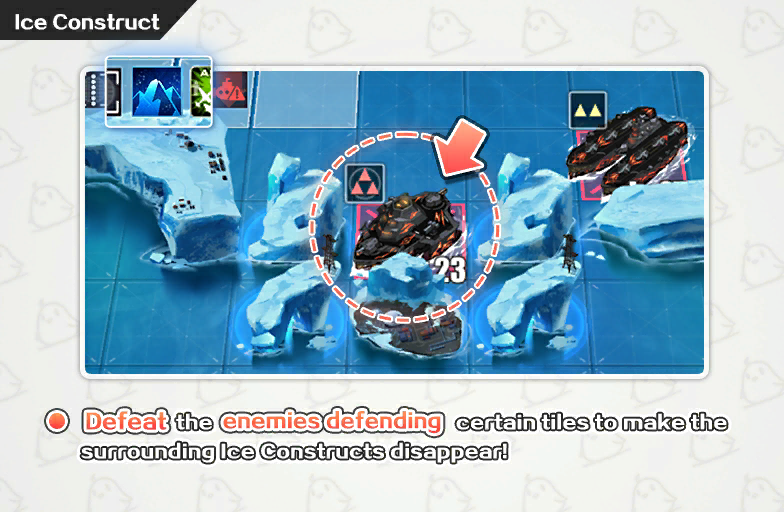 Ice Construct
23
Defeat the enemies defending certain tiles to make the
surrounding Ice Constructs disappear!